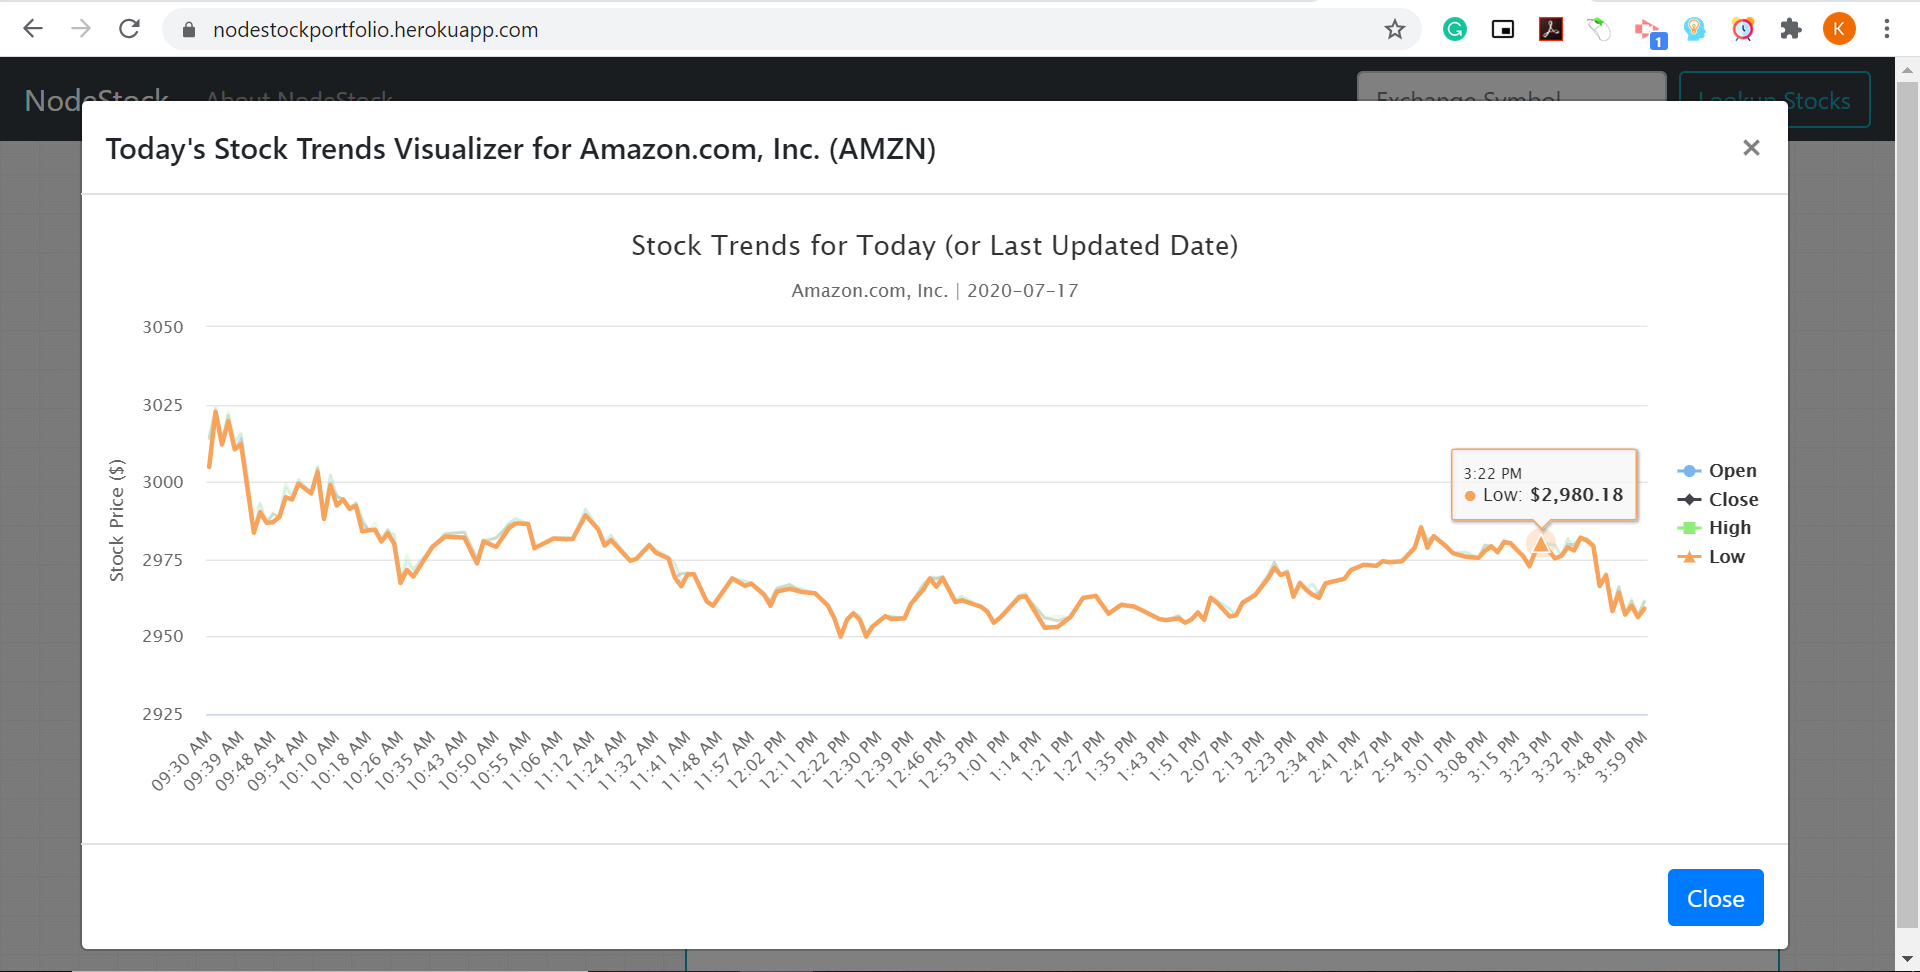 nodestockportfolio.herokuapp.com
1
K
NodeStock About NodeStock Exchange Symbol Lookup Stocks
Today's Stock Trends Visualizer for Amazon.com, Inc. (AMZN)
×
Stock Trends for Today (or Last Updated Date)
Amazon.com, Inc. | 2020-07-17
Stock Price ($)
3050
3025
3000
2975
2950
2925
3:22 PM
Low: $2,980.18
Open
Close
High
Low
09:30 AM
09:39 AM
09:48 AM
09:54 AM
10:10 AM
10:18 AM
10:26 AM
10:35 AM
10:43 AM
10:50 AM
10:55 AM
11:06 AM
11:12 AM
11:24 AM
11:32 AM
11:41 AM
11:48 AM
11:57 AM
12:02 PM
12:11 PM
12:22 PM
12:30 PM
12:39 PM
12:46 PM
12:53 PM
1:01 PM
1:14 PM
1:21 PM
1:27 PM
1:35 PM
1:43 PM
1:51 PM
2:07 PM
2:13 PM
2:23 PM
2:34 PM
2:41 PM
2:47 PM
2:54 PM
3:01 PM
3:08 PM
3:15 PM
3:23 PM
3:32 PM
3:48 PM
3:59 PM
Close